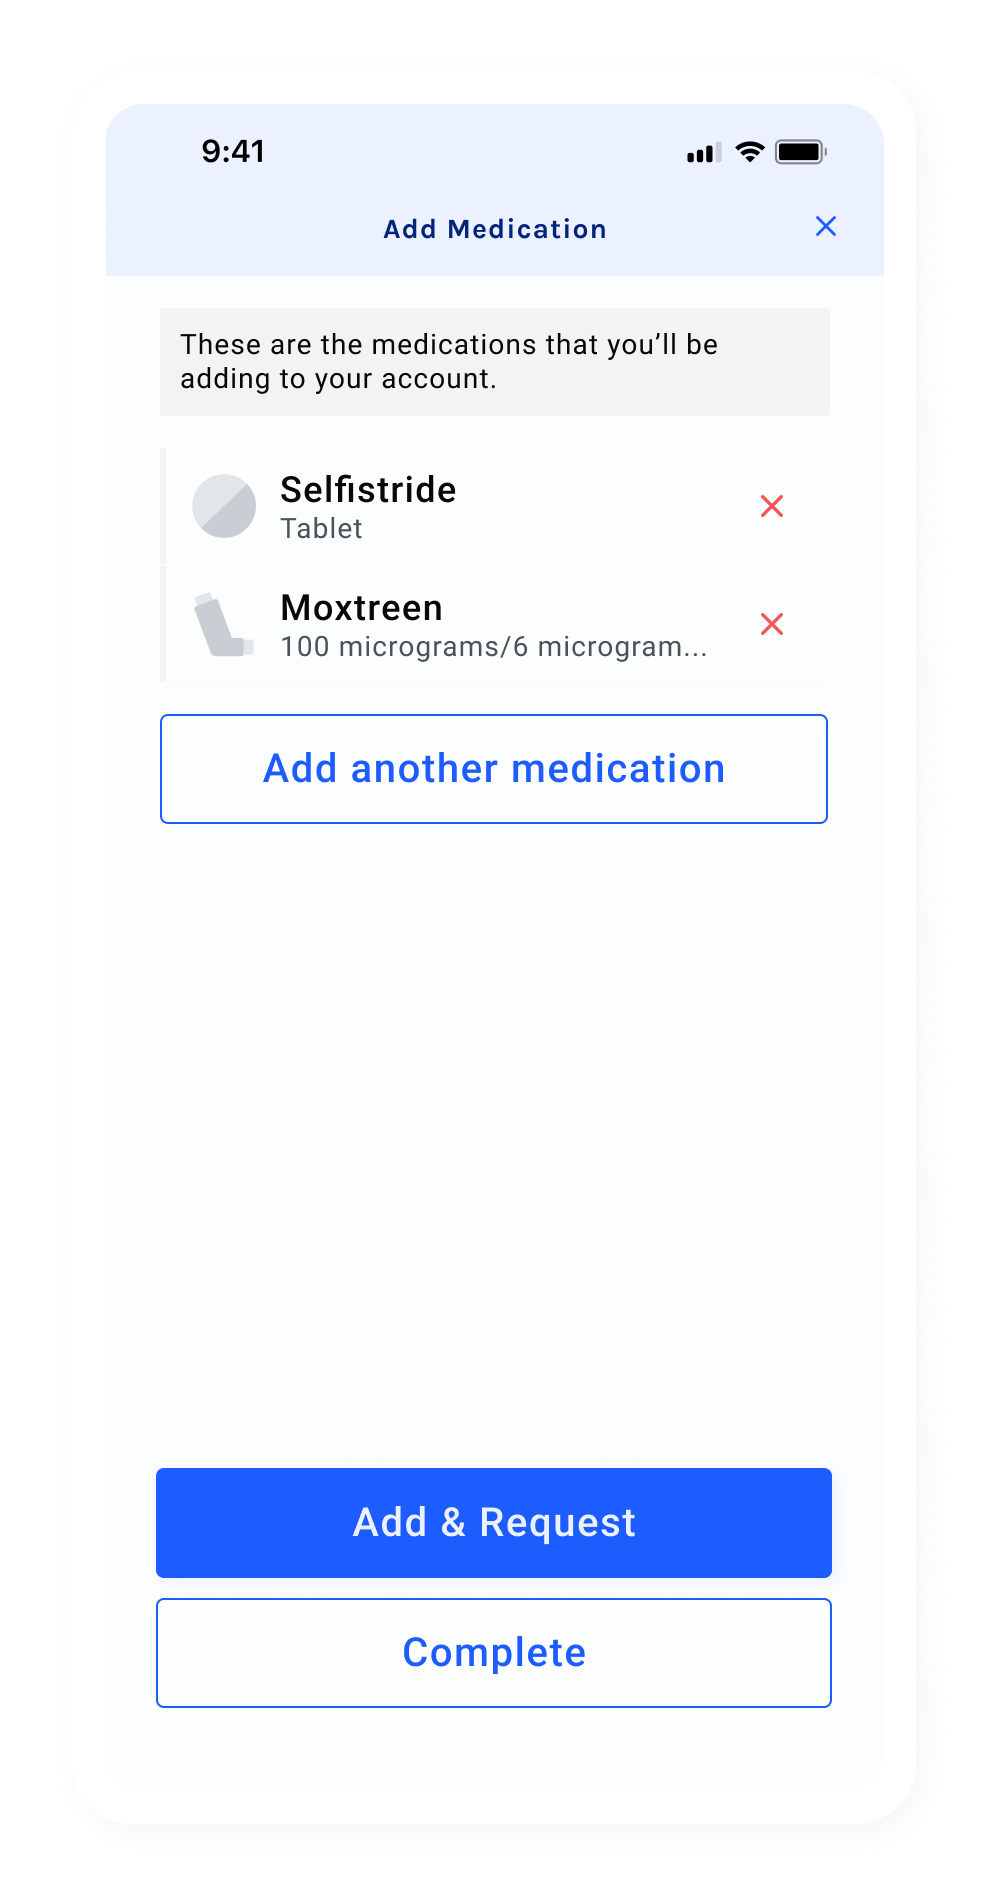 9:41
Add Medication
These are the medications that you’ll be
adding to your account.
Selfistride
Tablet
Moxtreen
100 micrograms/6 microgram...
Add another medication
Add & Request
Complete